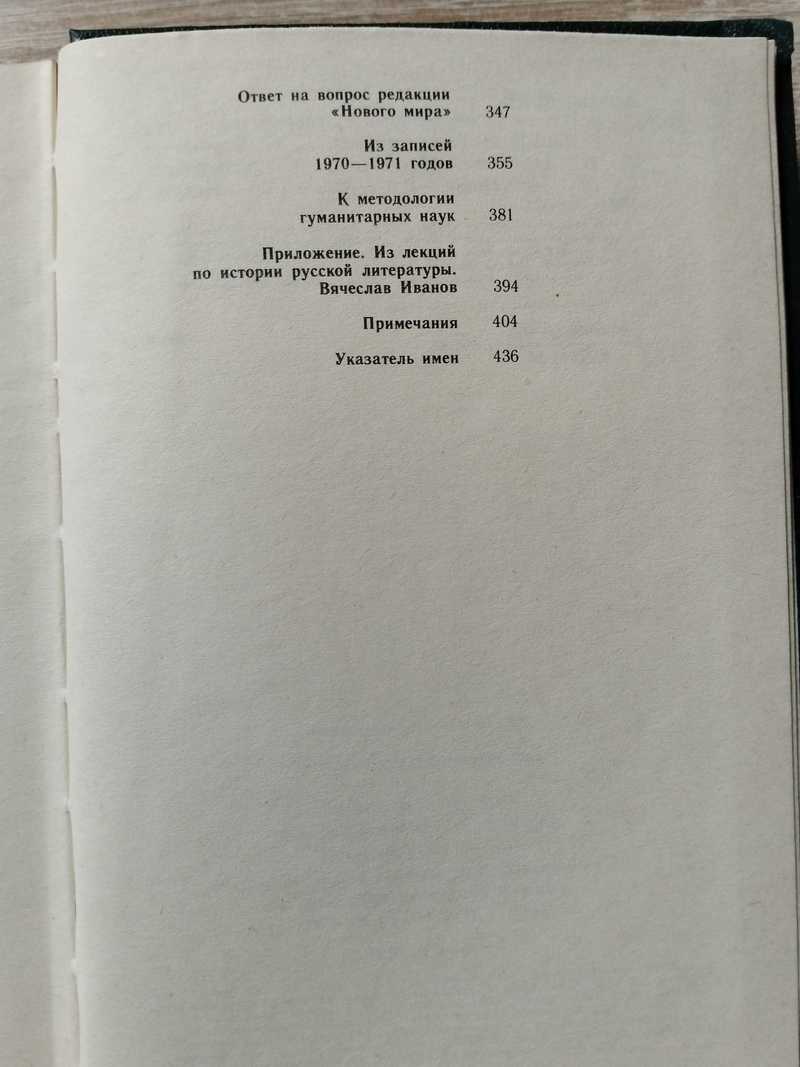 Ответ на вопрос редакции
«Нового мира» 347
Из записей
1970—1971 годов 355
К методологии
гуманитарных наук 381
Приложение. Из лекций
по истории русской литературы.
Вячеслав Иванов 394
Примечания 404
Указатель имен 436